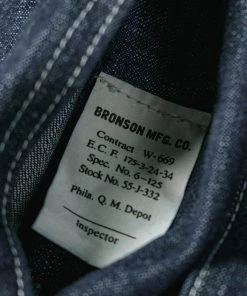 BRONSON MFG. CO.
Contract W-669
E. C. F. 175-3-24-34
Spec. No. 6-125
Stock No. 55-J-332
Phila. Q. M. Depot
Inspector